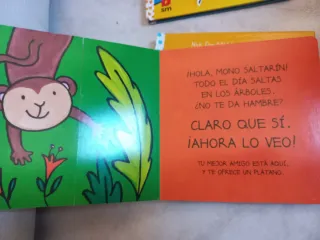 ¡HOLA, MONO SALTARÍN!
TODO EL DÍA SALTAS
EN LOS ÁRBOLES.
¿NO TE DA HAMBRE?
CLARO QUE SÍ,
¡AHORA LO VEO!
TU MEJOR AMIGO ESTÁ AQUÍ,
Y TE OFRECE UN PLÁTANO.